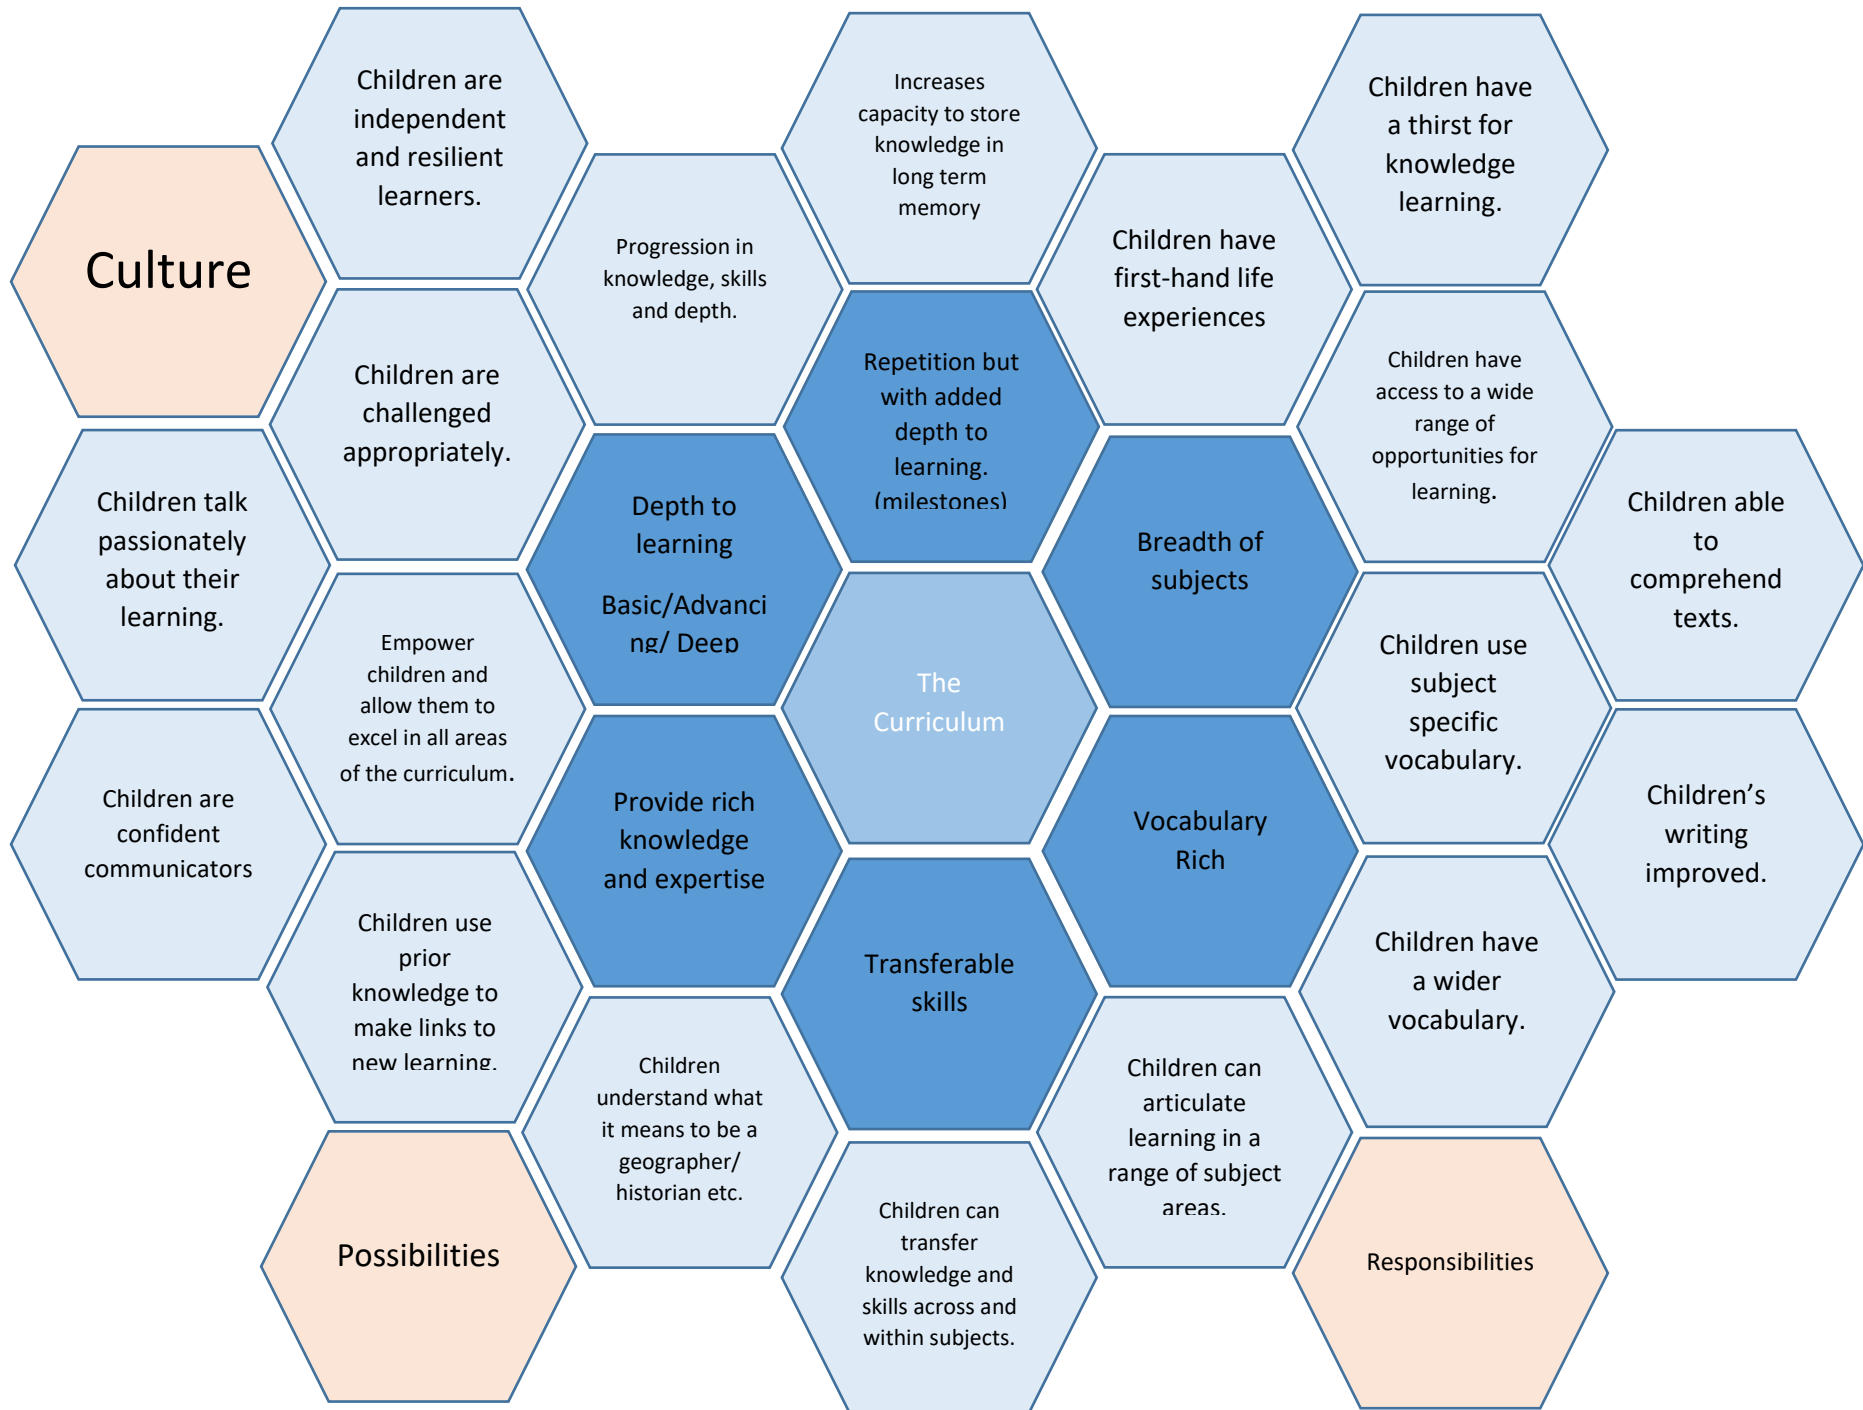 Children are
independent
and resilient
learners.
Increases
capacity to store
knowledge in
long term
memory
Children have
a thirst for
knowledge
learning.
Culture
Progression in
knowledge, skills
and depth.
Children have
first-hand life
experiences
Children are
challenged
appropriately.
Repetition but
with added
depth to
learning.
(milestones)
Children have
access to a wide
range of
opportunities for
learning.
Children talk
passionately
about their
learning.
Depth to
learning
Basic/Advanci
ng/ Deep
Breadth of
subjects
Children able
to
comprehend
texts.
Empower
children and
allow them to
excel in all areas
of the curriculum.
The
Curriculum
Children use
subject
specific
vocabulary.
Children are
confident
communicators
Provide rich
knowledge
and expertise
Vocabulary
Rich
Children's
writing
improved.
Children use
prior
knowledge to
make links to
new learning.
Transferable
skills
Children have
a wider
vocabulary.
Children
understand what
it means to be a
geographer/
historian etc.
Children can
articulate
learning in a
range of subject
areas.
Possibilities
Children can
transfer
knowledge and
skills across and
within subjects.
Responsibilities